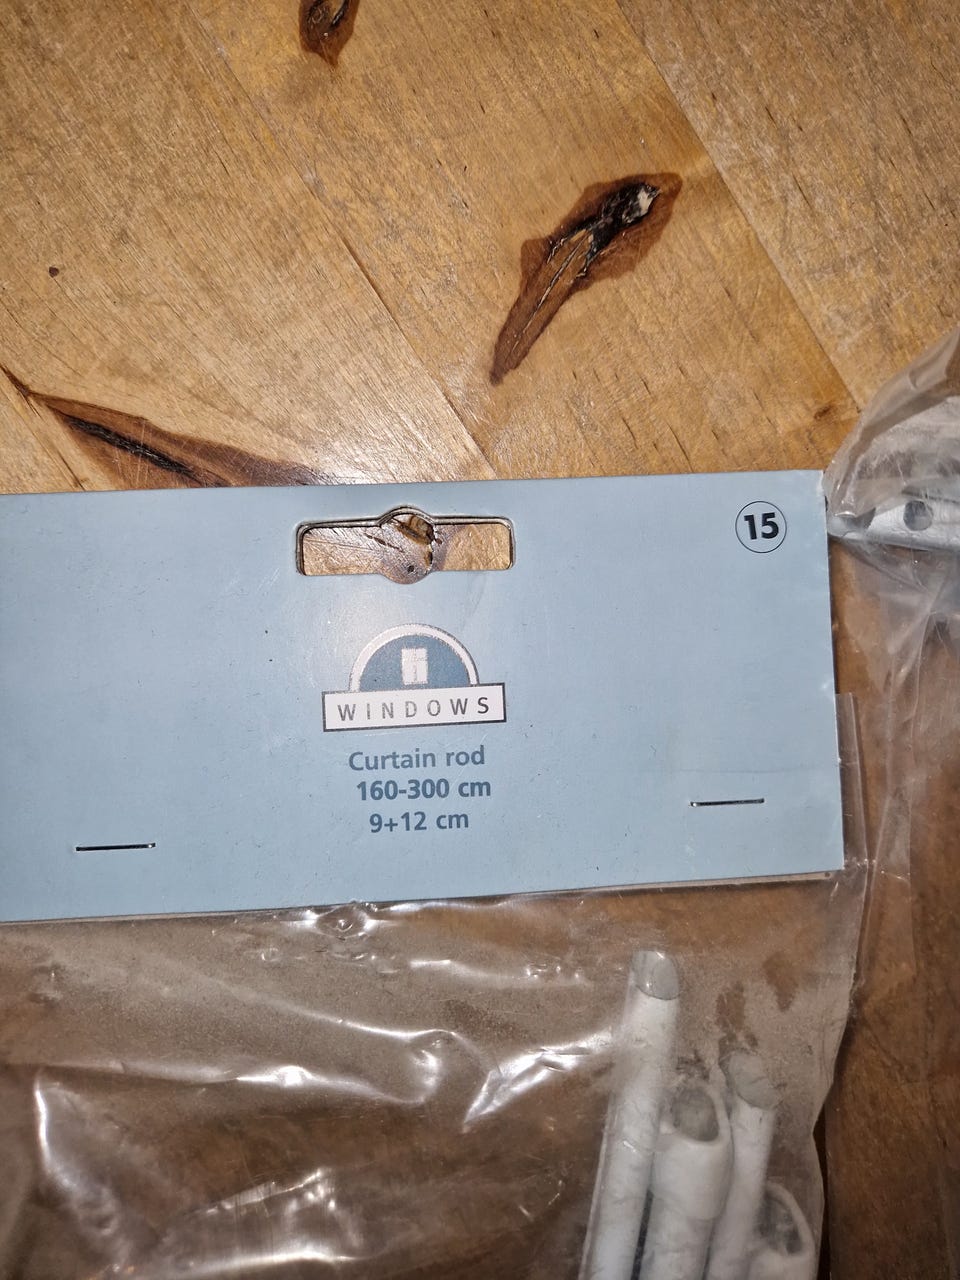 15
WINDOWS
Curtain rod
160-300 cm
9+12 cm